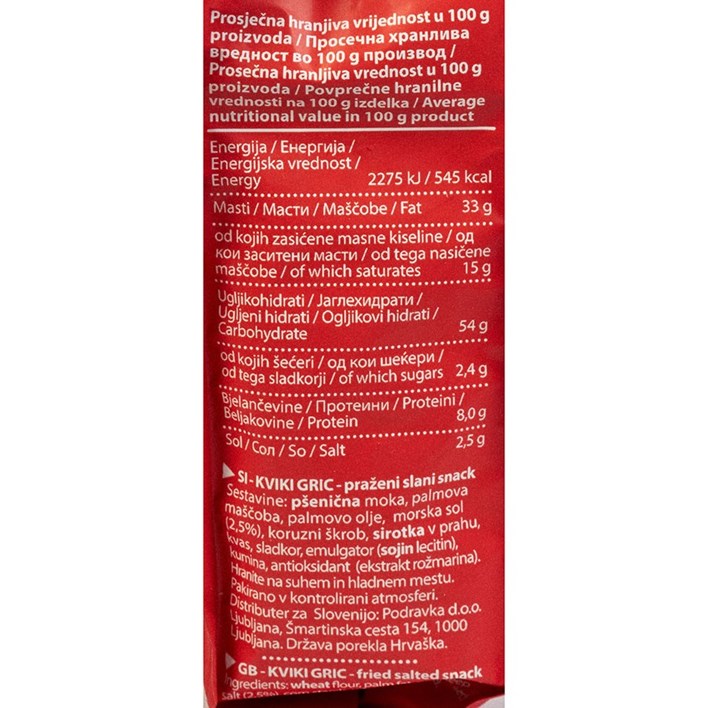 Prosječna hranjiva vrijednost u 100 g
proizvoda / Просечна хранлива
вредност во 100 g производ /
Prosečna hranljiva vrednost u 100 g
proizvoda / Povprečne hranilne
vrednosti na 100 g izdelka / Average
nutritional value in 100 g product
Energija / Енергија /
Energijska vrednost /
Energy 2275 kJ / 545 kcal
Masti / Масти / Maščobe / Fat 33 g
od kojih zasićene masne kiseline / од
кои заситени масти / od tega nasičene
maščobe / of which saturates 15 g
Ugljikohidrati / Јаглехидрати /
Ugljeni hidrati / Ogljikovi hidrati /
Carbohydrate 54 g
od kojih šećeri / од кои шеќери /
od tega sladkorji / of which sugars 2,4 g
Bjelančevine / Протеини / Proteini /
Beljakovine / Protein 8,0 g
Sol / Сол / So / Salt 2,5 g
SI - KVIKI GRIC - praženi slani snack
Sestavine: pšenična moka, palmova
maščoba, palmovo olje, morska sol
(2,5%), koruzni škrob, sirotka v prahu,
kvas, sladkor, emulgator (sojin lecitin),
kumina, antioksidant (ekstrakt rožmarina).
Hranite na suhem in hladnem mestu.
Pakirano v kontrolirani atmosferi.
Distributer za Slovenijo: Podravka d.o.o.
Ljubljana, Šmartinska cesta 154, 1000
Ljubljana. Država porekla Hrvaška.
GB - KVIKI GRIC - fried salted snack
Ingredients: wheat flour, palm
salt (2,5%),